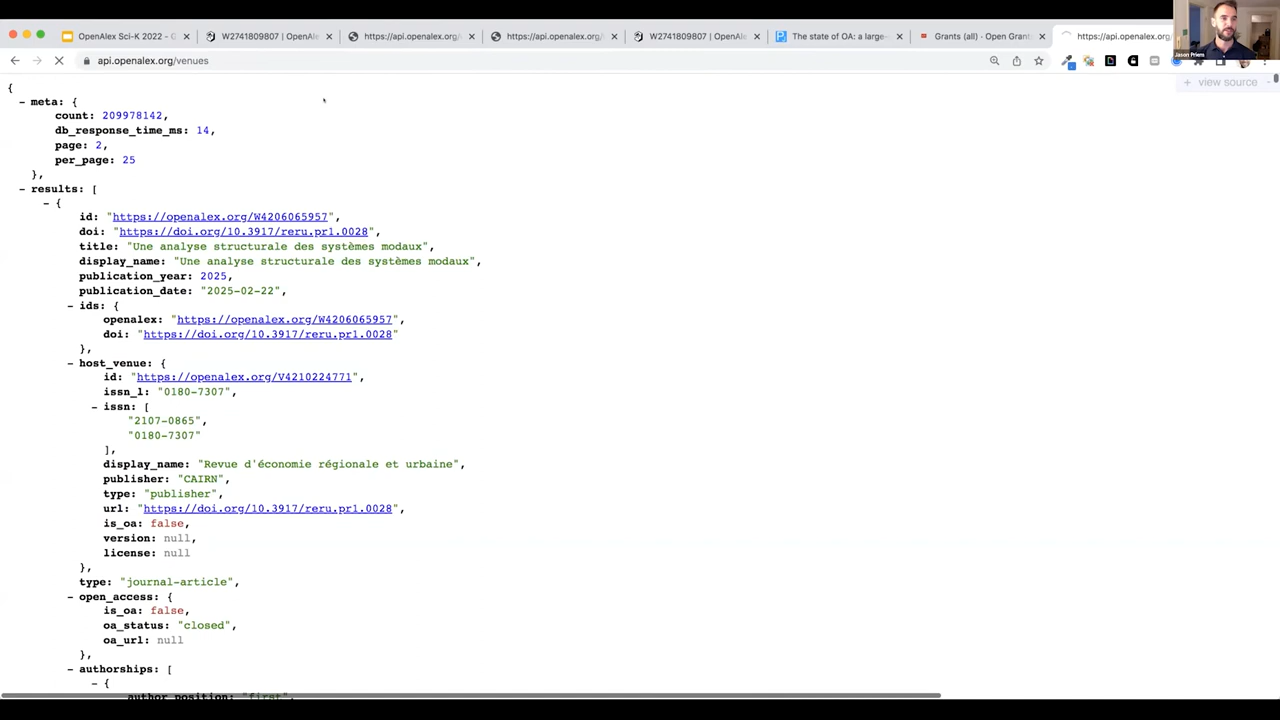 OpenAlex Sci-K 2022 -
W2741809807 | OpenAle
https://api.openalex.org/
https://api.openalex.org/
W2741809807 | OpenAle
The state of OA: a large-
Grants (all) · Open Grant
https://api.openalex.org/
Jason Priem
api.openalex.org/venues
+ view source
{
− meta: {
count: 209978142,
db_response_time_ms: 14,
page: 2,
per_page: 25
},
− results: [
− {
id: "https://openalex.org/W4206065957",
doi: "https://doi.org/10.3917/reru.pr1.0028",
title: "Une analyse structurale des systèmes modaux",
display_name: "Une analyse structurale des systèmes modaux",
publication_year: 2025,
publication_date: "2025-02-22",
− ids: {
openalex: "https://openalex.org/W4206065957",
doi: "https://doi.org/10.3917/reru.pr1.0028"
},
− host_venue: {
id: "https://openalex.org/V4210224771",
issn_l: "0180-7307",
− issn: [
"2107-0865",
"0180-7307"
],
display_name: "Revue d'économie régionale et urbaine",
publisher: "CAIRN",
type: "publisher",
url: "https://doi.org/10.3917/reru.pr1.0028",
is_oa: false,
version: null,
license: null
},
type: "journal-article",
− open_access: {
is_oa: false,
oa_status: "closed",
oa_url: null
},
− authorships: [
− {
author_position: "first",